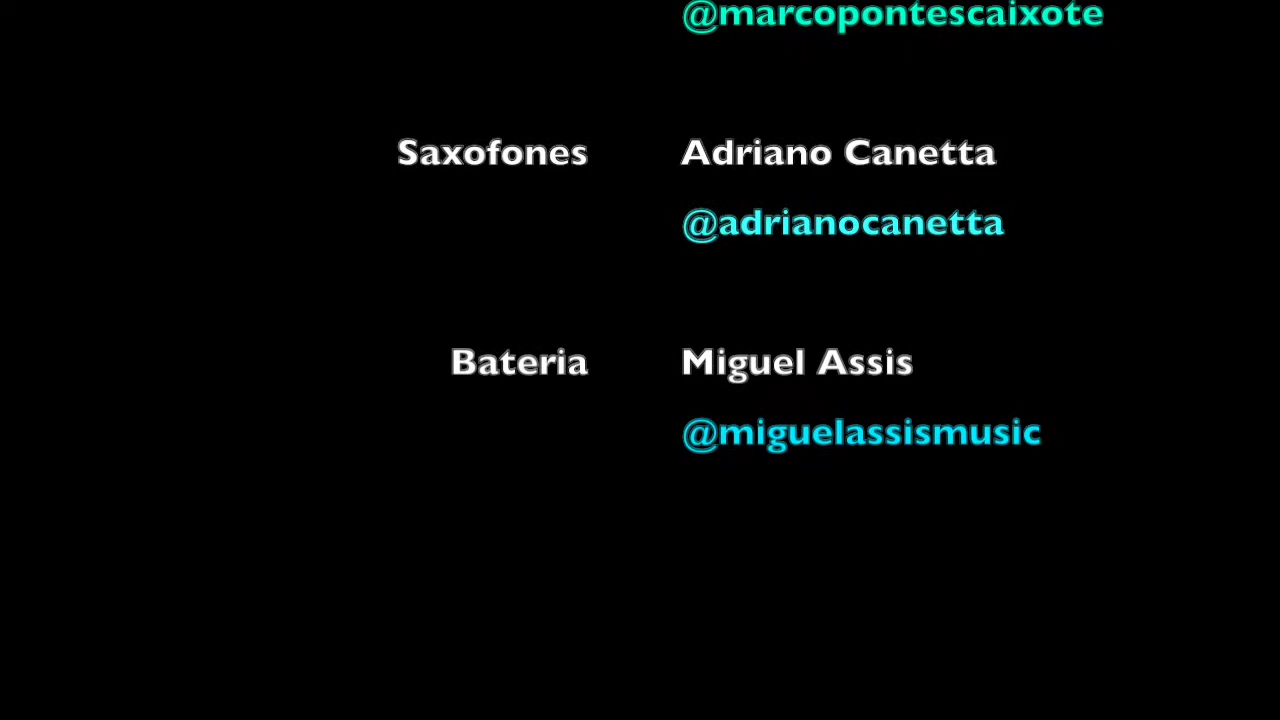 @marcopontescaixote
Saxofones Adriano Canetta
@adrianocanetta
Bateria Miguel Assis
@miguelassismusic